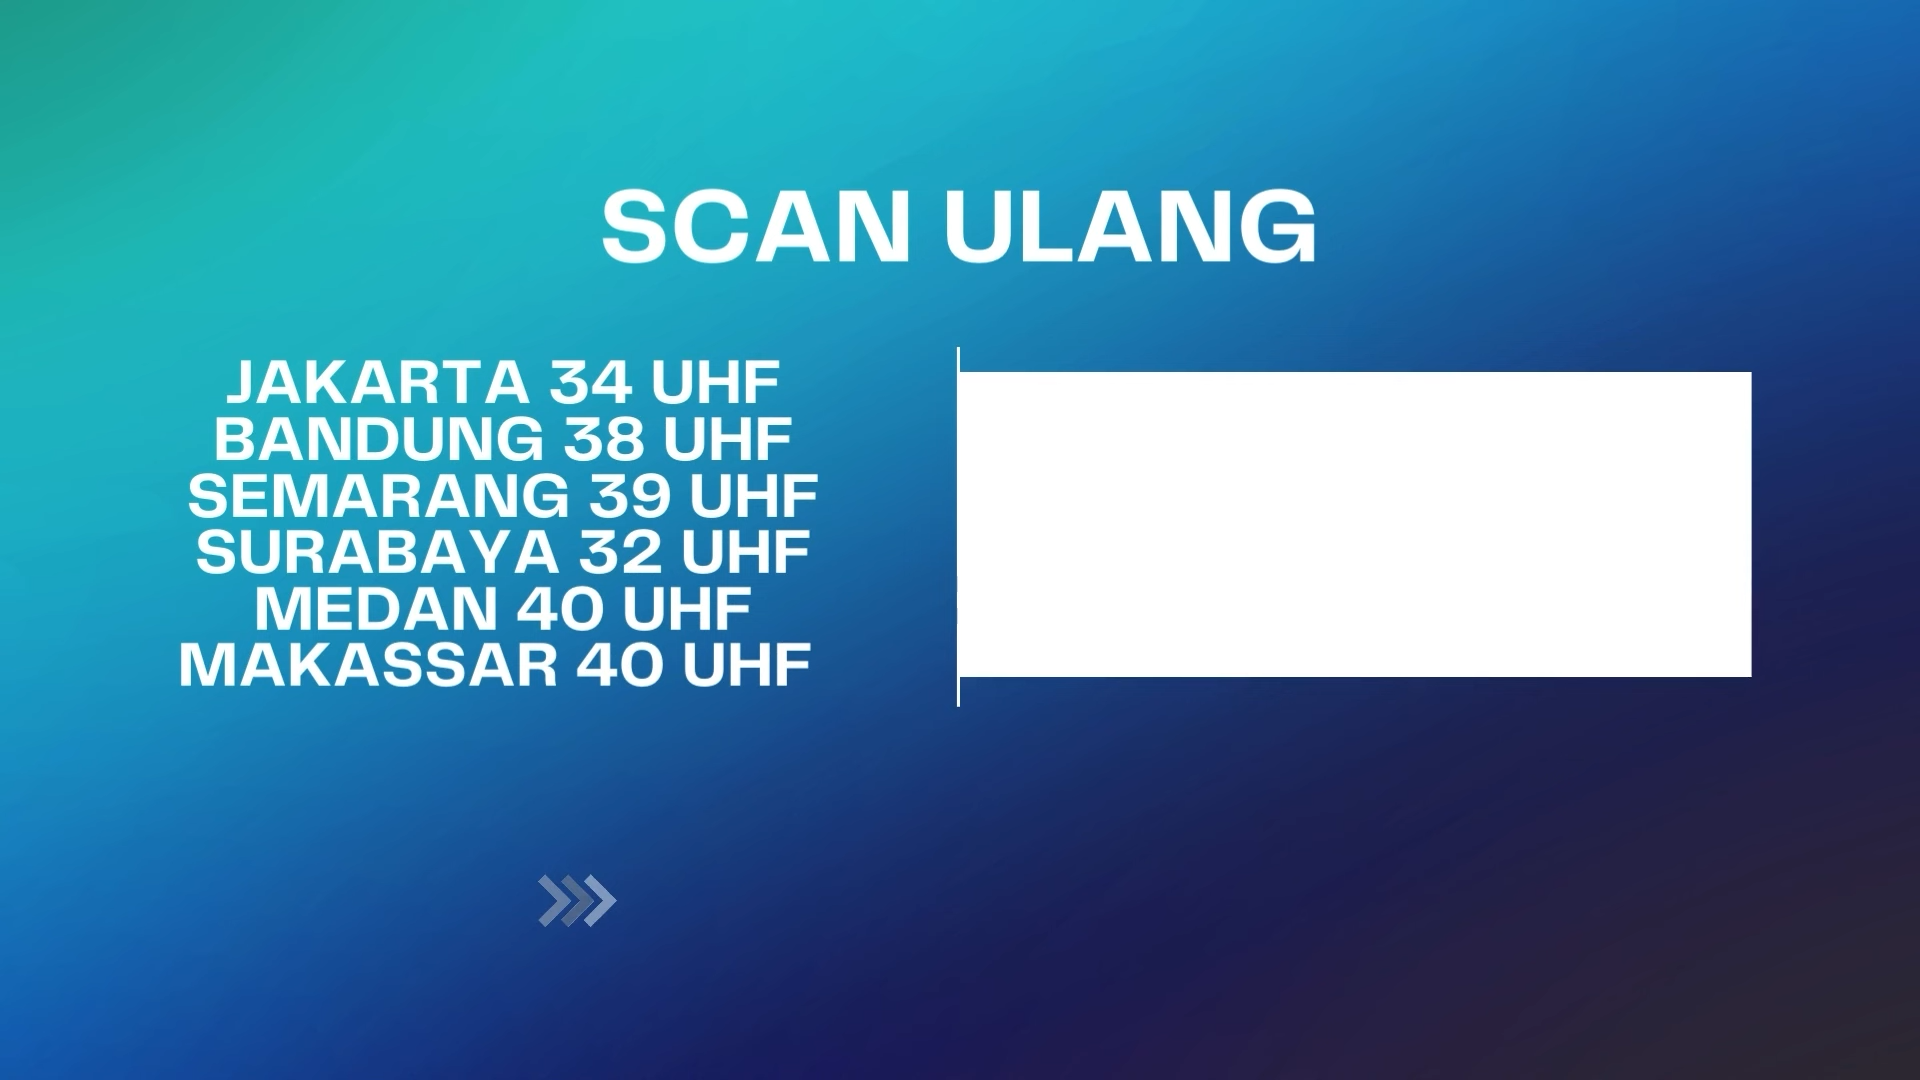 SCAN ULANG
JAKARTA 34 UHF
BANDUNG 38 UHF
SEMARANG 39 UHF
SURABAYA 32 UHF
MEDAN 40 UHF
MAKASSAR 40 UHF